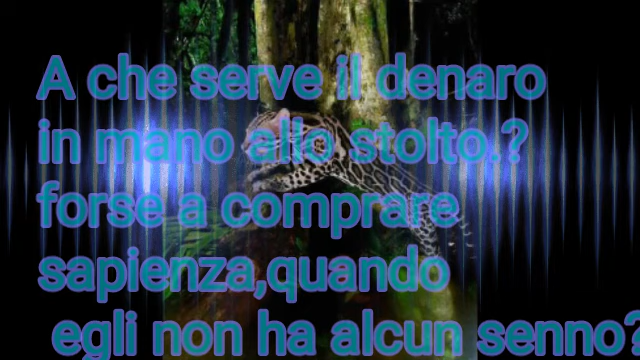 A che serve il denaro
in mano allo stolto.?
forse a comprare
sapienza,quando
egli non ha alcun senno?